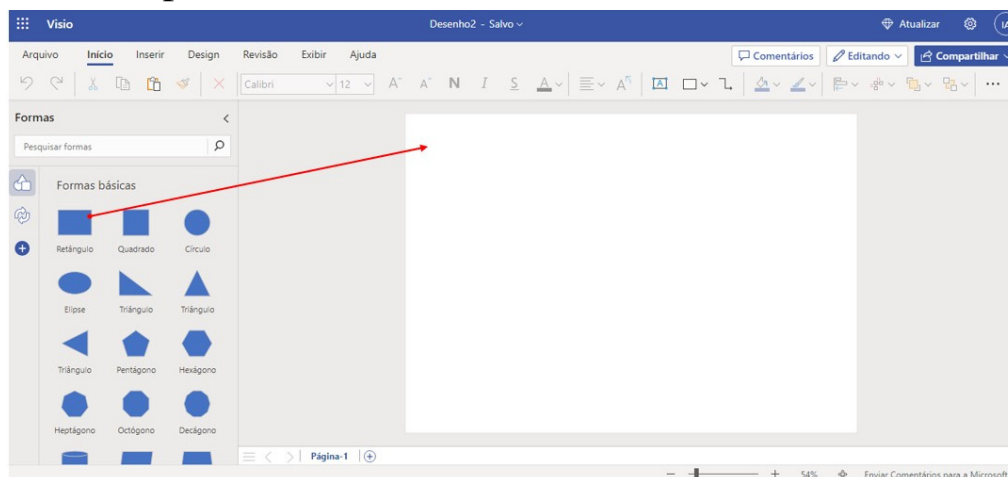 Visio
Desenho2 - Salvo
Atualizar
Arquivo Início Inserir Design Revisão Exibir Ajuda
Comentários Editando Compartilhar
Calibri 12 A A N I S A A A
Formas
Pesquisar formas
Formas básicas
Retângulo Quadrado Círculo
Elipse Triângulo Triângulo
Triângulo Pentágono Hexágono
Heptágono Octógono Decágono
Página-1
54% Enviar Comentários para a Microsoft